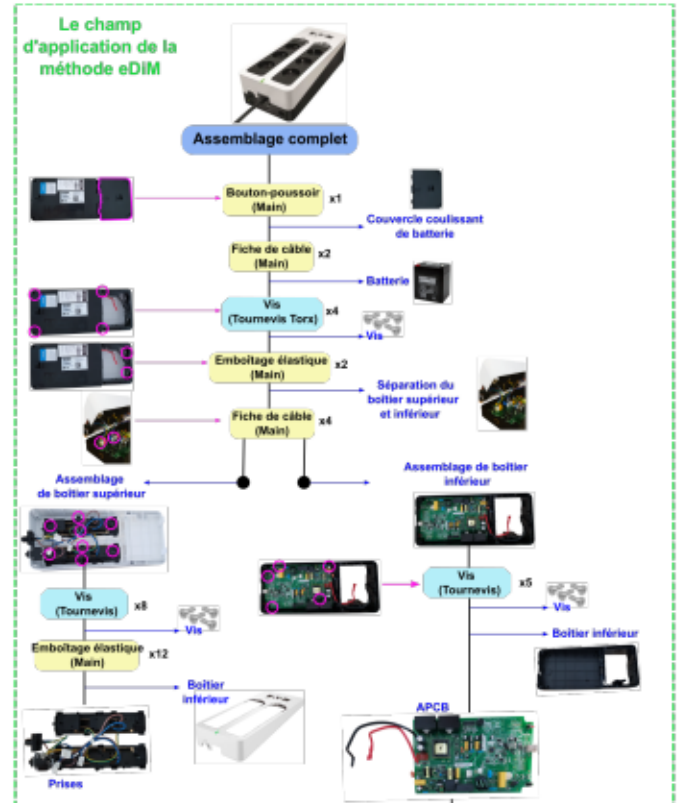 Le champ
d'application de la
méthode eDiM
Assemblage complet
Bouton-poussoir
(Main)
x1
Couvercle coulissant
de batterie
Fiche de câble
(Main)
x2
Batterie
Vis
(Tournevis Torx)
x4
Vis
Emboîtage élastique
(Main)
x2
Séparation du
boîtier supérieur
et inférieur
Fiche de câble
(Main)
x4
Assemblage
de boîtier supérieur
Assemblage de boîtier
inférieur
Vis
(Tournevis)
x8
Vis
Emboîtage élastique
(Main)
x12
Boîtier
inférieur
Prises
Vis
(Tournevis)
x5
Vis
Boîtier inférieur
APCB